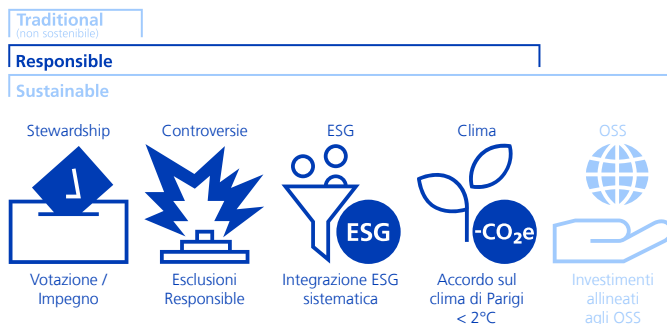 Traditional
(non sostenibile)
Responsible
Sustainable
Stewardship
Controversie
ESG
Clima
OSS
ESG
-CO₂e
Votazione /
Impegno
Esclusioni
Responsible
Integrazione ESG
sistematica
Accordo sul
clima di Parigi
< 2°C
Investimenti
allineati
agli OSS